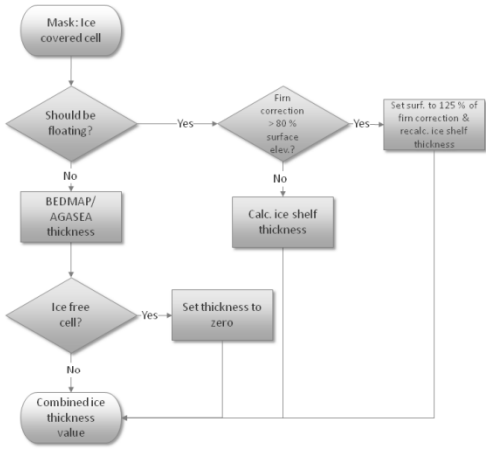 Mask: Ice
covered cell
Should be
floating?
Yes
Firn
correction
> 80 %
surface
elev.?
Yes
Set surf. to 125 % of
firn correction &
recalc. ice shelf
thickness
No
BEDMAP/
AGASEA
thickness
No
Calc. ice shelf
thickness
Ice free
cell?
Yes
Set thickness to
zero
No
Combined ice
thickness
value